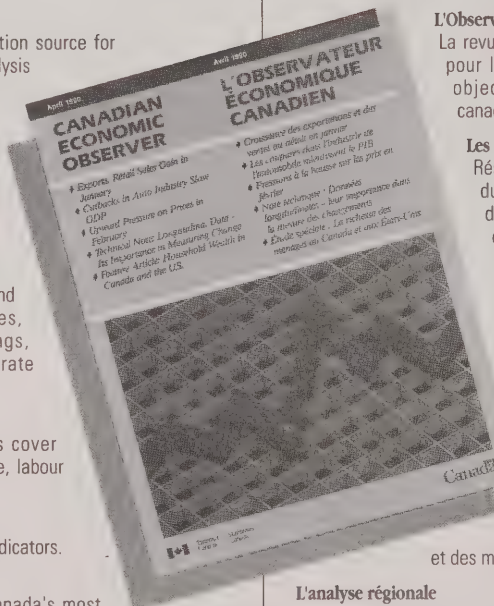 tion source for
lysis
nd
es,
ags,
rate
s cover
e, labour
dicators.
nada's most
April 1990
CANADIAN
ECONOMIC
OBSERVER
♦ Exports, Retail Sales Gain in
January
♦ Cutbacks in Auto Industry Slow
GDP
♦ Upward Pressure on Prices in
February
♦ Technical Note: Longitudinal Data -
Its Importance in Measuring Change
♦ Feature Article: Household Wealth in
Canada and the U.S.
Avril 1990
L'OBSERVATEUR
ÉCONOMIQUE
CANADIEN
♦ Croissance des exportations et des
ventes au détail en janvier
♦ Les coupures dans l'industrie de
l'automobile ralentissent le PIB
♦ Pressions à la hausse sur les prix en
février
♦ Note technique - Données
longitudinales - leur importance dans
la mesure des changements
♦ Étude spéciale - La richesse des
ménages au Canada et aux États-Unis
Statistics Canada
Canada
L'Observ
La revu
pour l
objec
canad
Les
Ré
du
d
et des m
L'analyse régionale